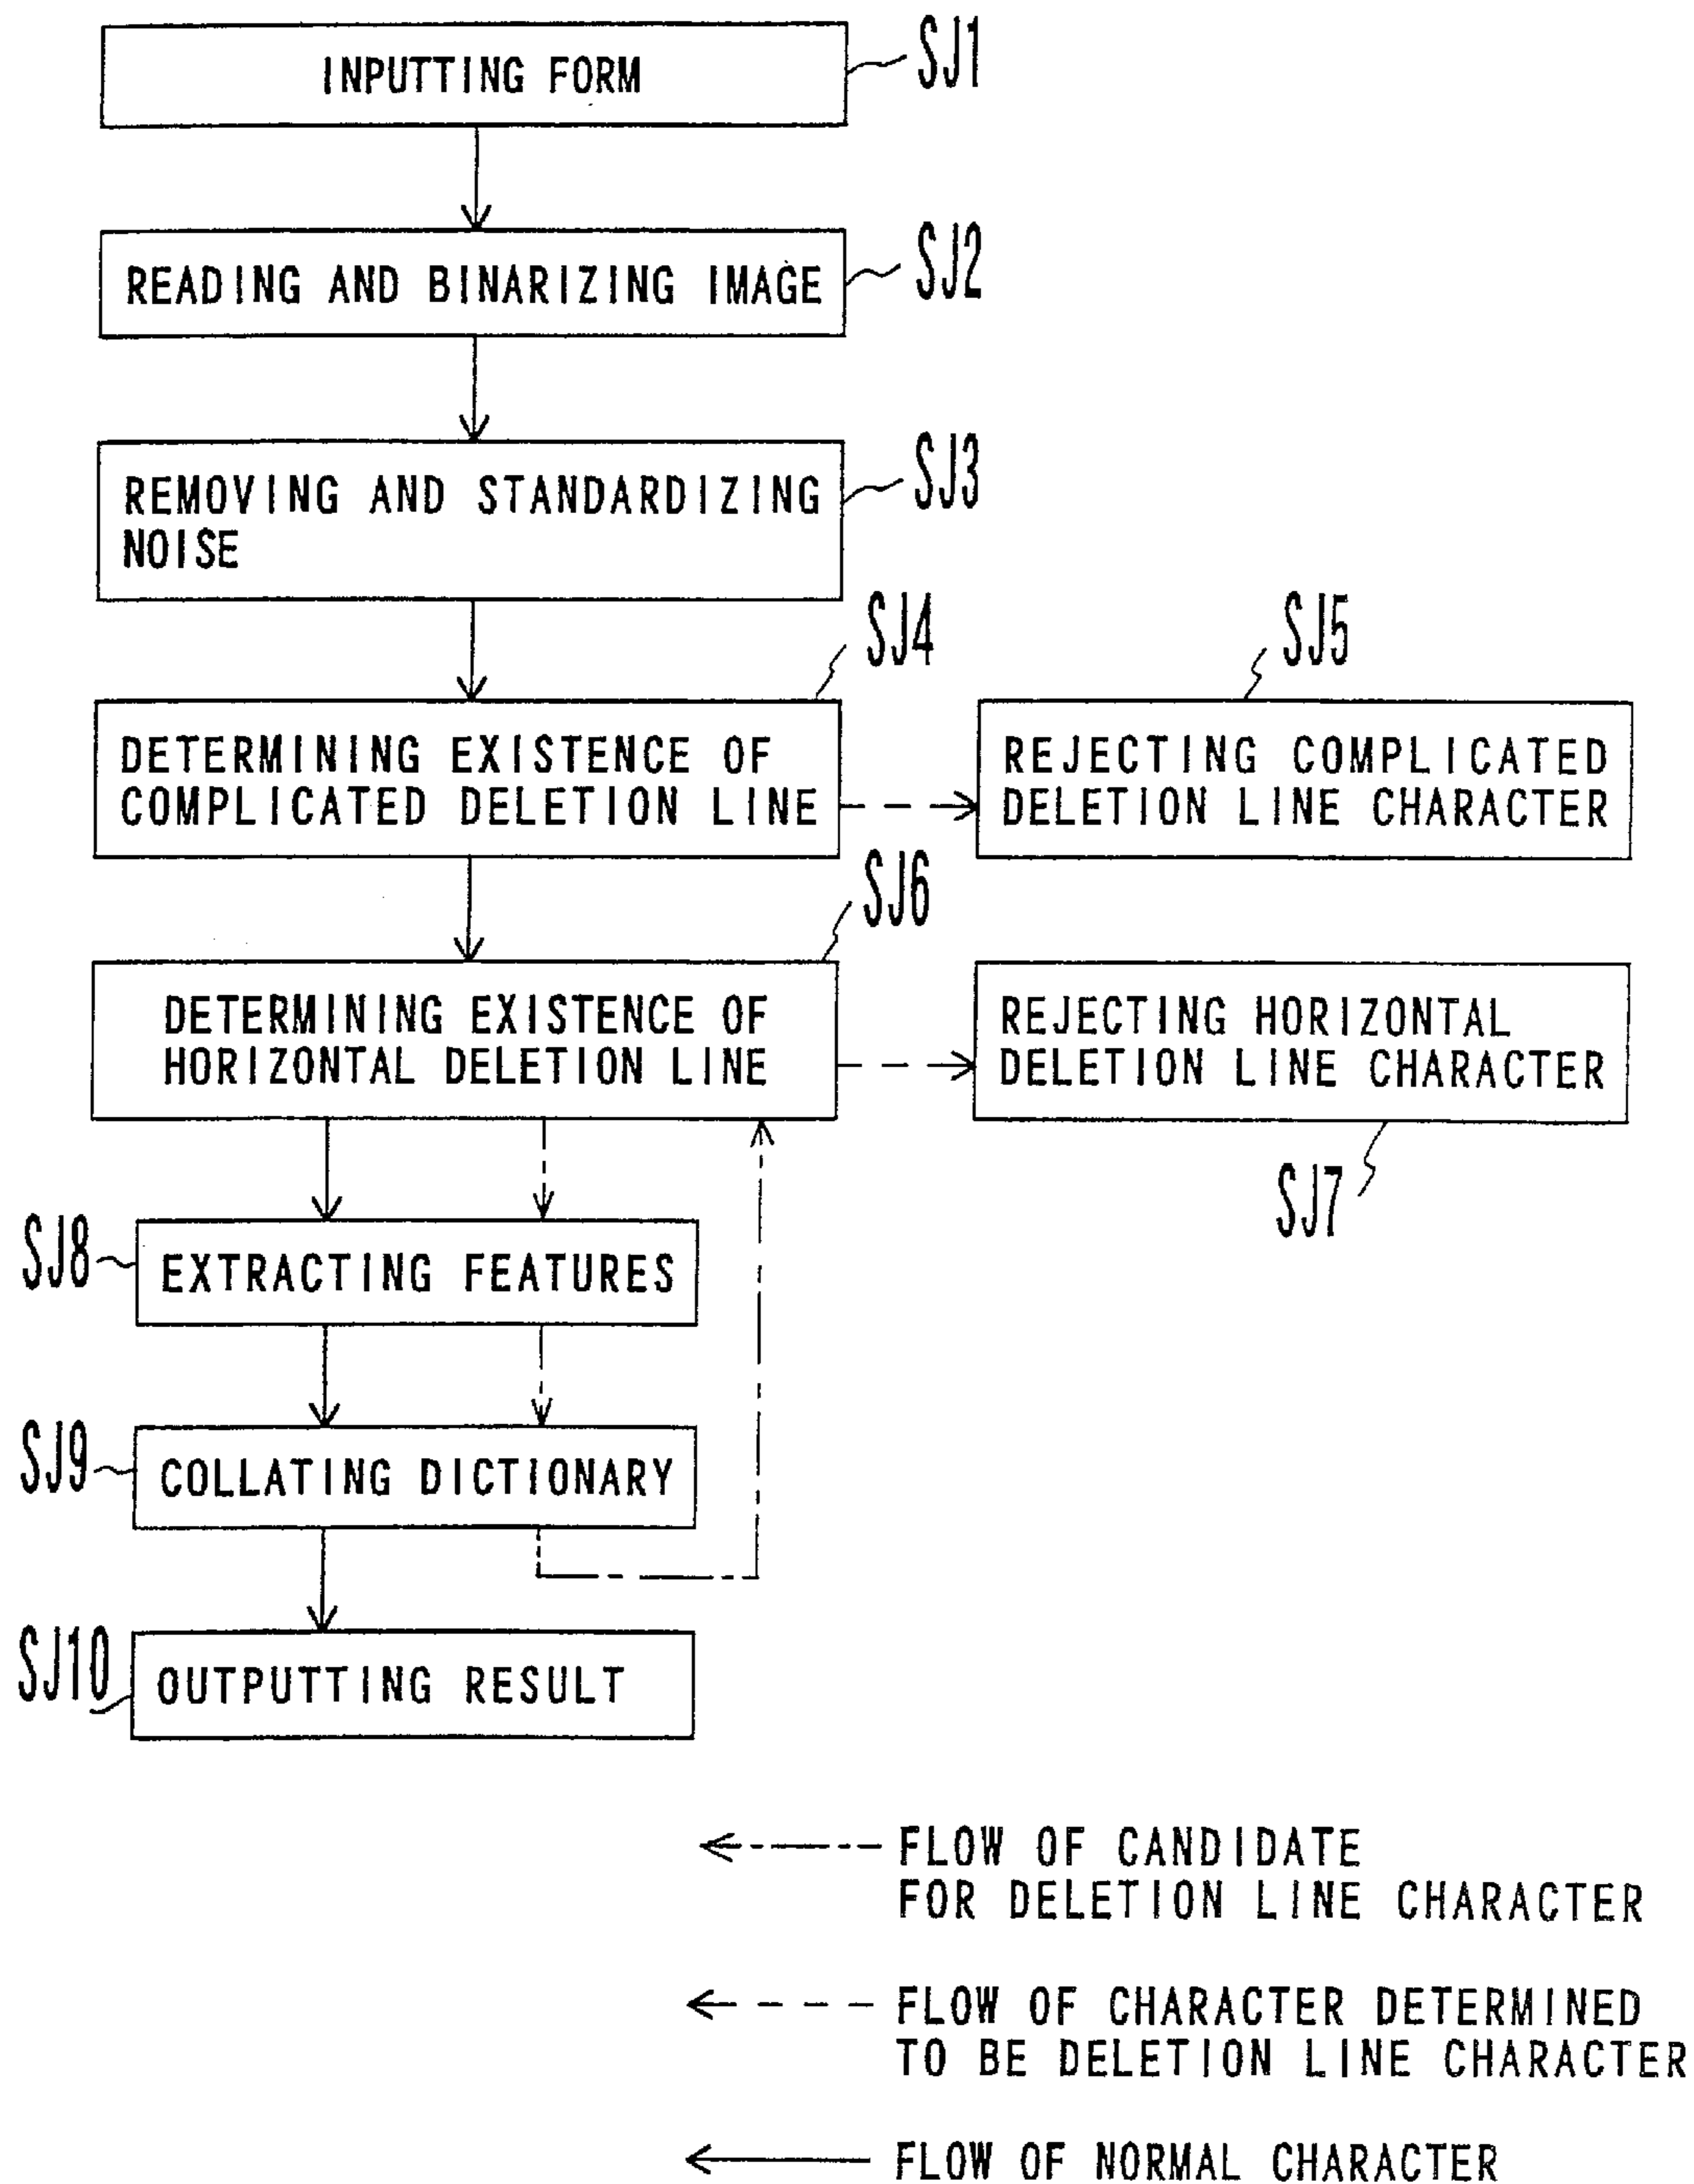 INPUTTING FORM
SJ1
READING AND BINARIZING IMAGE
SJ2
REMOVING AND STANDARDIZING
NOISE
SJ3
SJ4
DETERMINING EXISTENCE OF
COMPLICATED DELETION LINE
SJ5
REJECTING COMPLICATED
DELETION LINE CHARACTER
SJ6
DETERMINING EXISTENCE OF
HORIZONTAL DELETION LINE
REJECTING HORIZONTAL
DELETION LINE CHARACTER
SJ7
SJ8
EXTRACTING FEATURES
SJ9
COLLATING DICTIONARY
SJ10
OUTPUTTING RESULT
FLOW OF CANDIDATE
FOR DELETION LINE CHARACTER
FLOW OF CHARACTER DETERMINED
TO BE DELETION LINE CHARACTER
FLOW OF NORMAL CHARACTER